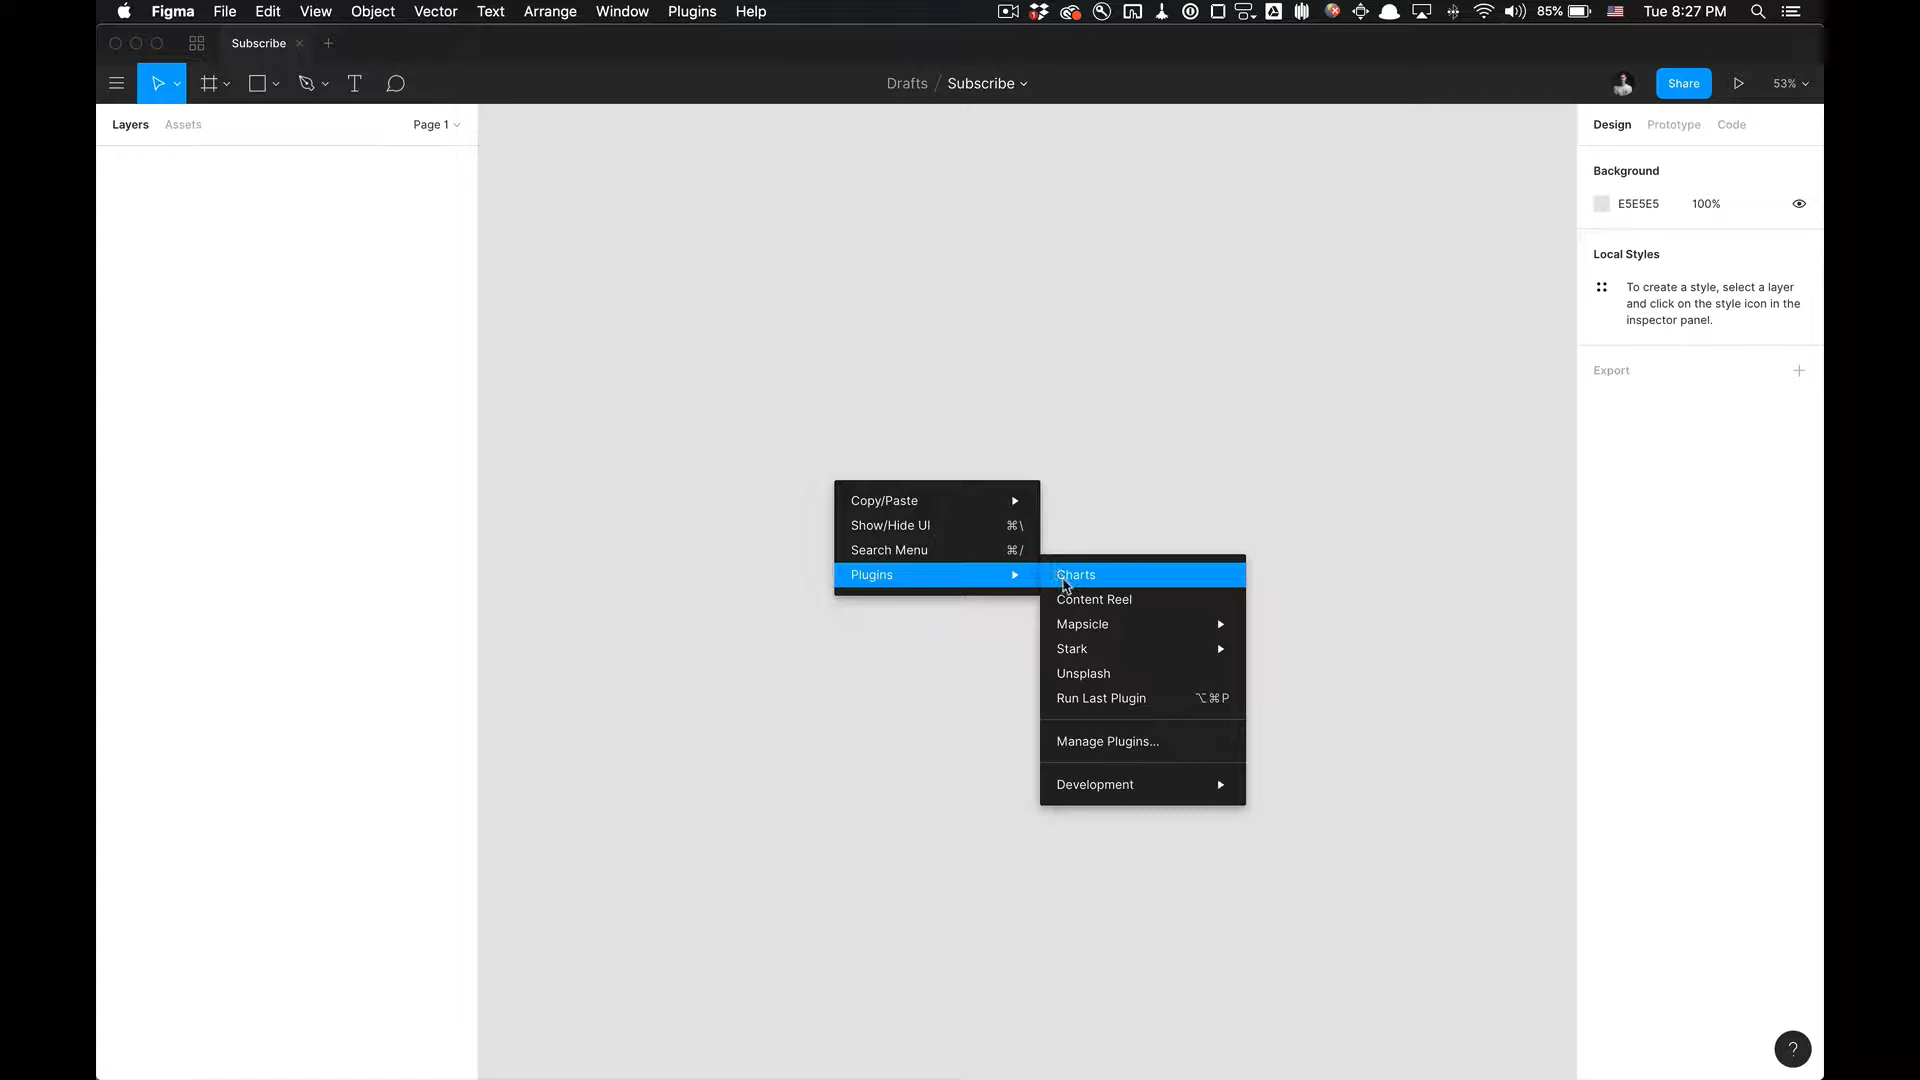 Figma File Edit View Object Vector Text Arrange Window Plugins Help 85% Tue 8:27 PM
Subscribe
Drafts / Subscribe
Share
53%
Layers Assets Page 1
Design Prototype Code
Background
E5E5E5 100%
Local Styles
To create a style, select a layer
and click on the style icon in the
inspector panel.
Export
Copy/Paste
Show/Hide UI ⌘\
Search Menu ⌘/
Plugins
Charts
Content Reel
Mapsicle
Stark
Unsplash
Run Last Plugin ⌥⌘P
Manage Plugins...
Development
?